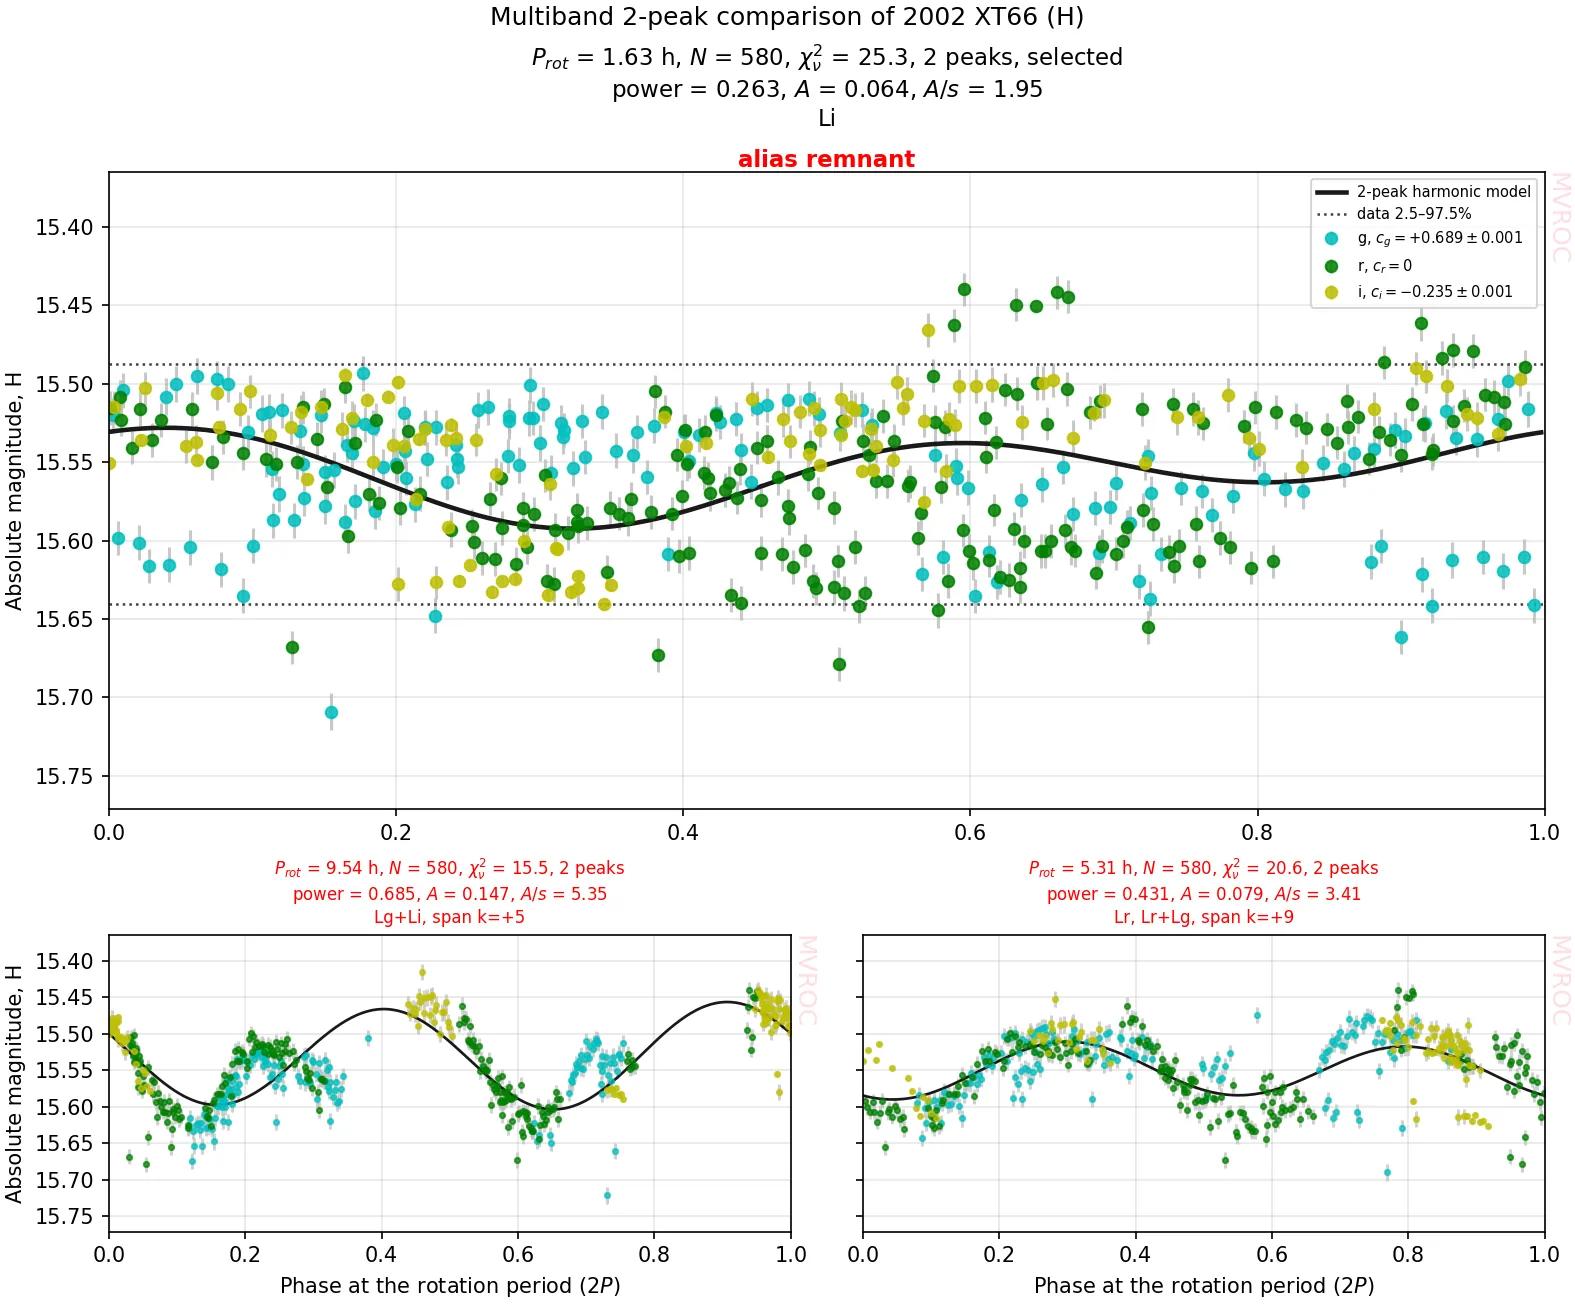 Multiband 2-peak comparison of 2002 XT66 (H)
P_rot = 1.63 h, N = 580, χ²_ν = 25.3, 2 peaks, selected
power = 0.263, A = 0.064, A/s = 1.95
Li
alias remnant
MVROC
2-peak harmonic model
data 2.5–97.5%
g, c_g = +0.689 ± 0.001
r, c_r = 0
i, c_i = −0.235 ± 0.001
Absolute magnitude, H
15.40
15.45
15.50
15.55
15.60
15.65
15.70
15.75
0.0 0.2 0.4 0.6 0.8 1.0
P_rot = 9.54 h, N = 580, χ²_ν = 15.5, 2 peaks
power = 0.685, A = 0.147, A/s = 5.35
Lg+Li, span k=+5
MVROC
Absolute magnitude, H
15.40
15.45
15.50
15.55
15.60
15.65
15.70
15.75
0.0 0.2 0.4 0.6 0.8 1.0
Phase at the rotation period (2P)
P_rot = 5.31 h, N = 580, χ²_ν = 20.6, 2 peaks
power = 0.431, A = 0.079, A/s = 3.41
Lr, Lr+Lg, span k=+9
MVROC
0.0 0.2 0.4 0.6 0.8 1.0
Phase at the rotation period (2P)